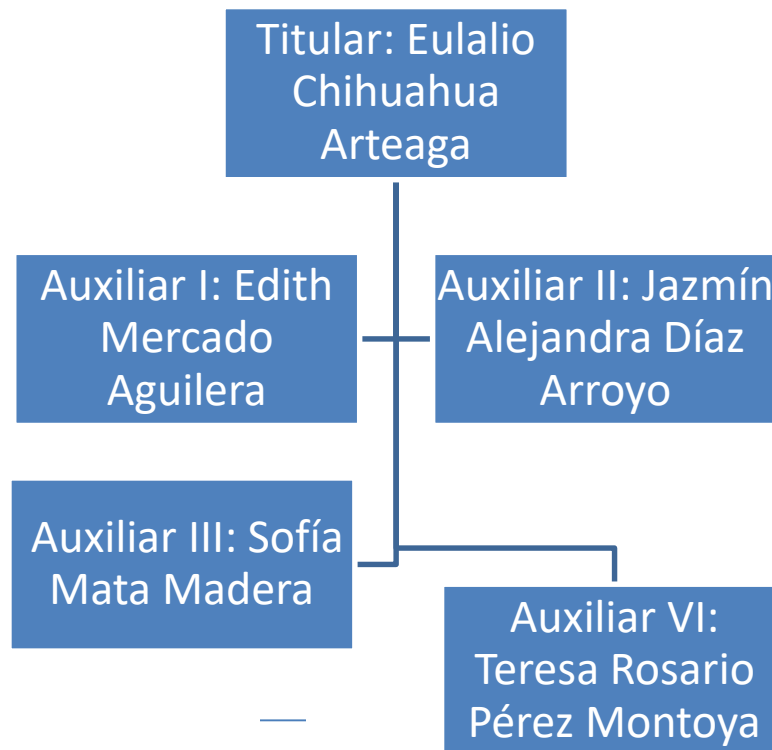 Titular: Eulalio
Chihuahua
Arteaga
Auxiliar I: Edith
Mercado
Aguilera
Auxiliar II: Jazmín
Alejandra Díaz
Arroyo
Auxiliar III: Sofía
Mata Madera
Auxiliar VI:
Teresa Rosario
Pérez Montoya